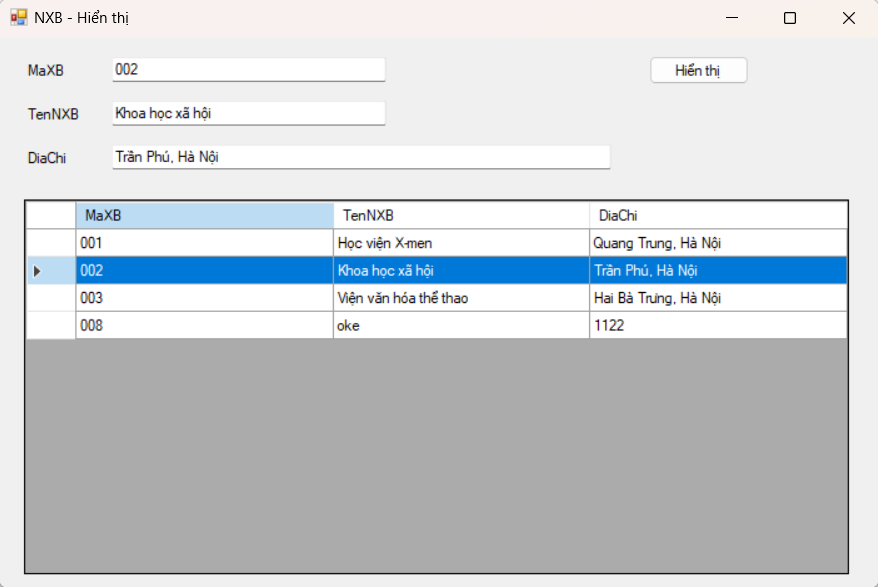 NXB - Hiển thị
MaXB 002 Hiển thị
TenNXB Khoa học xã hội
DiaChi Trần Phú, Hà Nội
MaXB TenNXB DiaChi
001 Học viện X-men Quang Trung, Hà Nội
002 Khoa học xã hội Trần Phú, Hà Nội
003 Viện văn hóa thể thao Hai Bà Trưng, Hà Nội
008 oke 1122